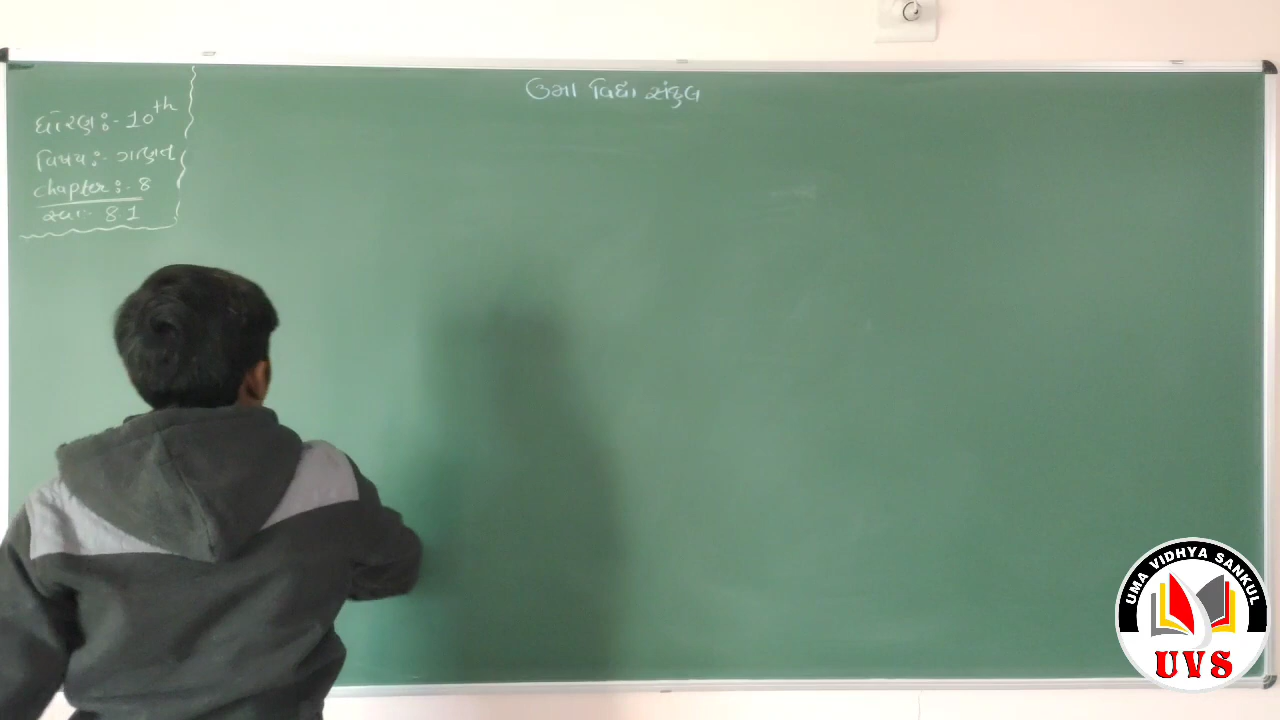 ઉમા વિદ્યા સંકુલ
ધોરણ :- 10th
વિષય :- ગણિત
chapter :- 8
સ્વા :- 8.1
UMA VIDHYA SANKUL
UVS